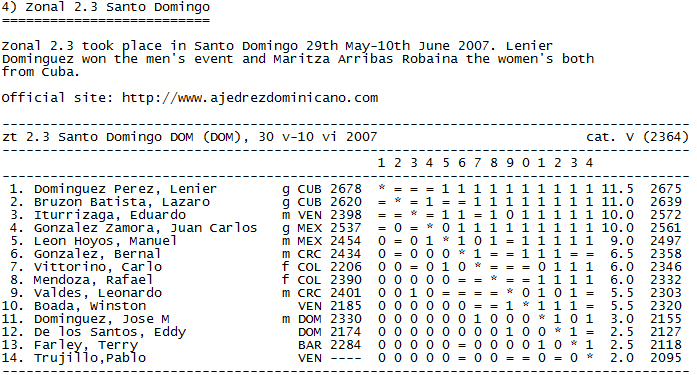 4) Zonal 2.3 Santo Domingo
==========================
Zonal 2.3 took place in Santo Domingo 29th May-10th June 2007. Lenier
Dominguez won the men's event and Maritza Arribas Robaina the women's both
from Cuba.
Official site: http://www.ajedrezdominicano.com
--------------------------------------------------------------------------------------
zt 2.3 Santo Domingo DOM (DOM), 30 v-10 vi 2007                          cat. V (2364)
--------------------------------------------------------------------------------------
                                               1 2 3 4 5 6 7 8 9 0 1 2 3 4
--------------------------------------------------------------------------------------
 1. Dominguez Perez, Lenier        g CUB 2678  * = = = 1 1 1 1 1 1 1 1 1 1 11.5  2675
 2. Bruzon Batista, Lazaro         g CUB 2620  = * = 1 = = 1 1 1 1 1 1 1 1 11.0  2639
 3. Iturrizaga, Eduardo            m VEN 2398  = = * = 1 1 = 1 0 1 1 1 1 1 10.0  2572
 4. Gonzalez Zamora, Juan Carlos   g MEX 2537  = 0 = * 0 1 1 1 1 1 1 1 1 1 10.0  2561
 5. Leon Hoyos, Manuel             m MEX 2454  0 = 0 1 * 1 0 1 = 1 1 1 1 1  9.0  2497
 6. Gonzalez, Bernal               m CRC 2434  0 = 0 0 0 * 1 = = 1 1 1 = =  6.5  2358
 7. Vittorino, Carlo               f COL 2206  0 0 = 0 1 0 * = = = 0 1 1 1  6.0  2346
 8. Mendoza, Rafael                f COL 2390  0 0 0 0 0 = = * = = 1 1 1 1  6.0  2332
 9. Valdes, Leonardo               m CRC 2401  0 0 1 0 = = = = * 0 1 0 1 =  5.5  2303
10. Boada, Winston                   VEN 2185  0 0 0 0 0 0 = = 1 * 1 1 1 =  5.5  2320
11. Dominguez, Jose M              m DOM 2330  0 0 0 0 0 0 1 0 0 0 * 1 0 1  3.0  2155
12. De los Santos, Eddy              DOM 2174  0 0 0 0 0 0 0 0 1 0 0 * 1 =  2.5  2127
13. Farley, Terry                    BAR 2284  0 0 0 0 0 = 0 0 0 0 1 0 * 1  2.5  2118
14. Trujillo,Pablo                   VEN ----  0 0 0 0 0 = 0 0 = = 0 = 0 *  2.0  2095
--------------------------------------------------------------------------------------